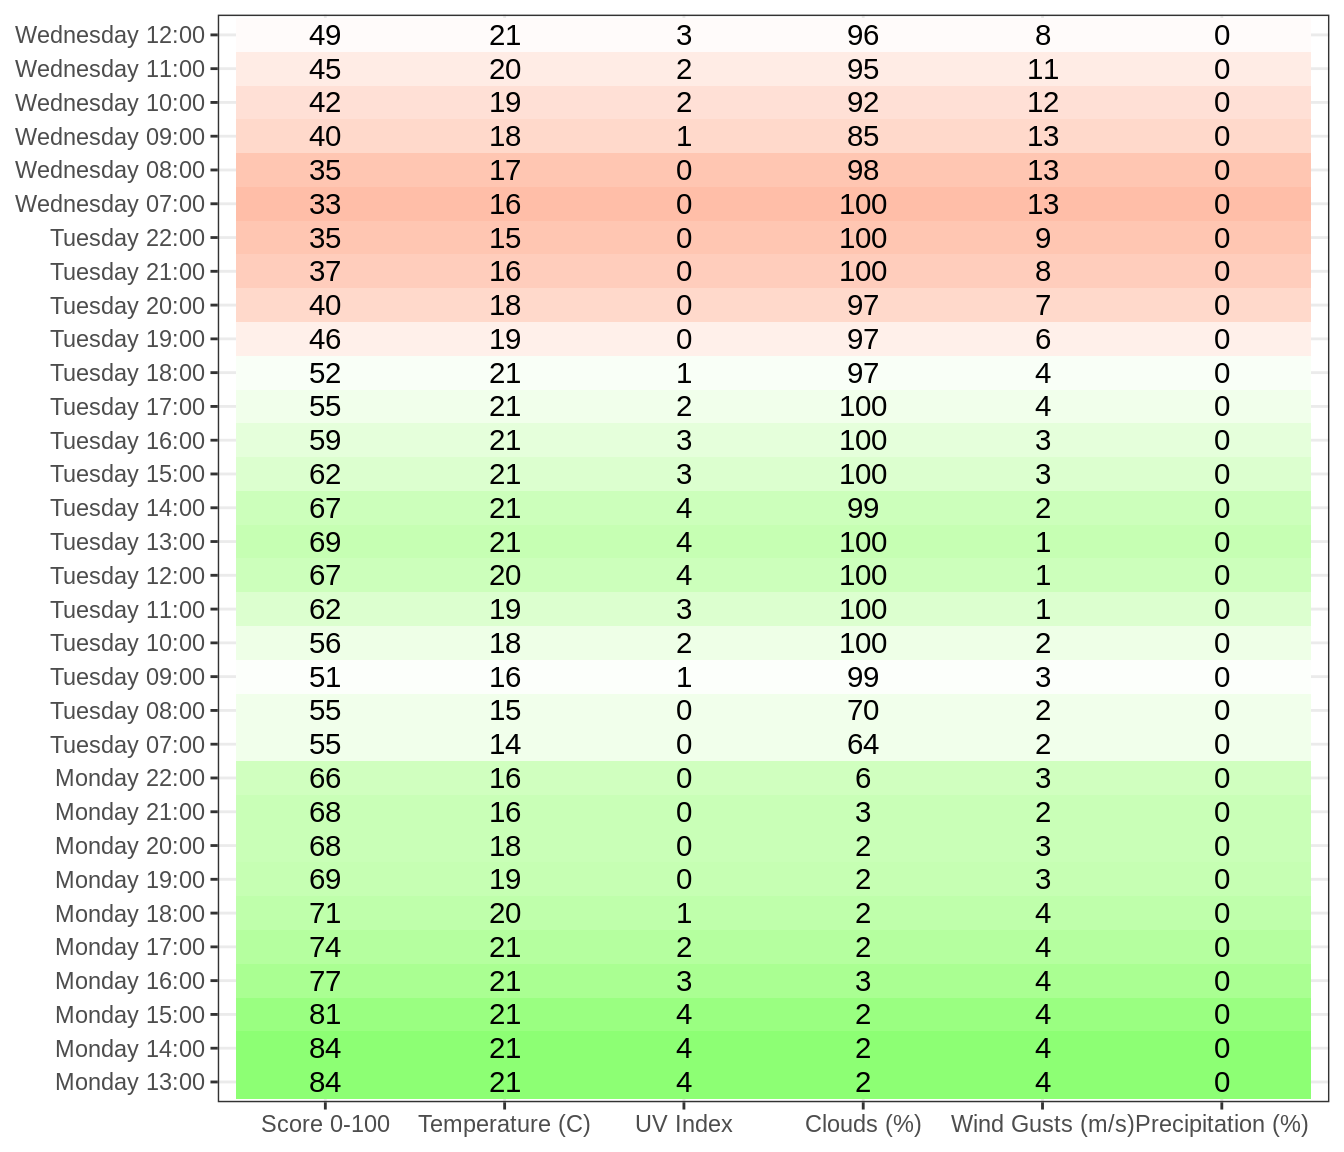 Wednesday 12:00 49 21 3 96 8 0
Wednesday 11:00 45 20 2 95 11 0
Wednesday 10:00 42 19 2 92 12 0
Wednesday 09:00 40 18 1 85 13 0
Wednesday 08:00 35 17 0 98 13 0
Wednesday 07:00 33 16 0 100 13 0
Tuesday 22:00 35 15 0 100 9 0
Tuesday 21:00 37 16 0 100 8 0
Tuesday 20:00 40 18 0 97 7 0
Tuesday 19:00 46 19 0 97 6 0
Tuesday 18:00 52 21 1 97 4 0
Tuesday 17:00 55 21 2 100 4 0
Tuesday 16:00 59 21 3 100 3 0
Tuesday 15:00 62 21 3 100 3 0
Tuesday 14:00 67 21 4 99 2 0
Tuesday 13:00 69 21 4 100 1 0
Tuesday 12:00 67 20 4 100 1 0
Tuesday 11:00 62 19 3 100 1 0
Tuesday 10:00 56 18 2 100 2 0
Tuesday 09:00 51 16 1 99 3 0
Tuesday 08:00 55 15 0 70 2 0
Tuesday 07:00 55 14 0 64 2 0
Monday 22:00 66 16 0 6 3 0
Monday 21:00 68 16 0 3 2 0
Monday 20:00 68 18 0 2 3 0
Monday 19:00 69 19 0 2 3 0
Monday 18:00 71 20 1 2 4 0
Monday 17:00 74 21 2 2 4 0
Monday 16:00 77 21 3 3 4 0
Monday 15:00 81 21 4 2 4 0
Monday 14:00 84 21 4 2 4 0
Monday 13:00 84 21 4 2 4 0
Score 0-100 Temperature (C) UV Index Clouds (%) Wind Gusts (m/s) Precipitation (%)